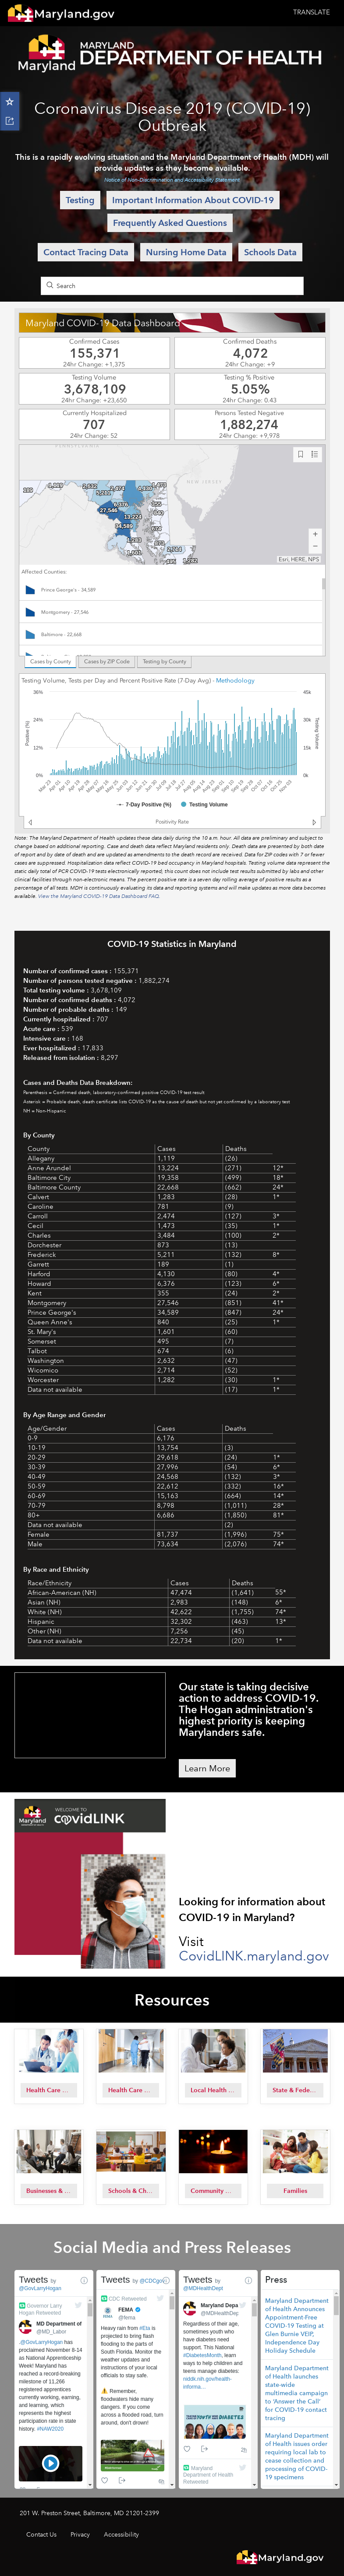 Maryland.gov
TRANSLATE
Maryland
MARYLAND
DEPARTMENT OF HEALTH
Coronavirus Disease 2019 (COVID-19)
Outbreak
This is a rapidly evolving situation and the Maryland Department of Health (MDH) will
provide updates as they become available.
Notice of Non-Discrimination and Accessibility Statement
Testing
Important Information About COVID-19
Frequently Asked Questions
Contact Tracing Data
Nursing Home Data
Schools Data
Search
Maryland COVID-19 Data Dashboard
Confirmed Cases
155,371
24hr Change: +1,375
Confirmed Deaths
4,072
24hr Change: +9
Testing Volume
3,678,109
24hr Change: +23,650
Testing % Positive
5.05%
24hr Change: 0.43
Currently Hospitalized
707
24hr Change: 52
Persons Tested Negative
1,882,274
24hr Change: +9,978
PENNSYLVANIA
NEW JERSEY
Esri, HERE, NPS
Affected Counties:
Prince George's - 34,589
Montgomery - 27,546
Baltimore - 22,668
Cases by County
Cases by ZIP Code
Testing by County
Testing Volume, Tests per Day and Percent Positive Rate (7-Day Avg) - Methodology
36%
24%
12%
0%
Positive (%)
45k
30k
15k
0k
Testing Volume
7-Day Positive (%)
Testing Volume
Positivity Rate
Note: The Maryland Department of Health updates these data daily during the 10 a.m. hour. All data are preliminary and subject to
change based on additional reporting. Case and death data reflect Maryland residents only. Death data are reported by both date
of report and by date of death and are updated as amendments to the death record are received. Data for ZIP codes with 7 or fewer
cases are suppressed. Hospitalization data reflect COVID-19 bed occupancy in Maryland hospitals. Testing volume represents the
static daily total of PCR COVID-19 tests electronically reported; this count does not include test results submitted by labs and other
clinical facilities through non-electronic means. The percent positive rate is a seven day rolling average of positive results as a
percentage of all tests. MDH is continually evaluating its data and reporting systems and will make updates as more data becomes
available. View the Maryland COVID-19 Data Dashboard FAQ.
COVID-19 Statistics in Maryland
Number of confirmed cases : 155,371
Number of persons tested negative : 1,882,274
Total testing volume : 3,678,109
Number of confirmed deaths : 4,072
Number of probable deaths : 149
Currently hospitalized : 707
Acute care : 539
Intensive care : 168
Ever hospitalized : 17,833
Released from isolation : 8,297
Cases and Deaths Data Breakdown:
Parenthesis = Confirmed death, laboratory-confirmed positive COVID-19 test result
Asterisk = Probable death, death certificate lists COVID-19 as the cause of death but not yet confirmed by a laboratory test
NH = Non-Hispanic
By County
County Cases Deaths
Allegany 1,119 (26)
Anne Arundel 13,224 (271) 12*
Baltimore City 19,358 (499) 18*
Baltimore County 22,668 (662) 24*
Calvert 1,283 (28) 1*
Caroline 781 (9)
Carroll 2,474 (127) 3*
Cecil 1,473 (35) 1*
Charles 3,484 (100) 2*
Dorchester 873 (13)
Frederick 5,211 (132) 8*
Garrett 189 (1)
Harford 4,130 (80) 4*
Howard 6,376 (123) 6*
Kent 355 (24) 2*
Montgomery 27,546 (851) 41*
Prince George's 34,589 (847) 24*
Queen Anne's 840 (25) 1*
St. Mary's 1,601 (60)
Somerset 495 (7)
Talbot 674 (6)
Washington 2,632 (47)
Wicomico 2,714 (52)
Worcester 1,282 (30) 1*
Data not available (17) 1*
By Age Range and Gender
Age/Gender Cases Deaths
0-9 6,176
10-19 13,754 (3)
20-29 29,618 (24) 1*
30-39 27,996 (54) 6*
40-49 24,568 (132) 3*
50-59 22,612 (332) 16*
60-69 15,163 (664) 14*
70-79 8,798 (1,011) 28*
80+ 6,686 (1,850) 81*
Data not available (2)
Female 81,737 (1,996) 75*
Male 73,634 (2,076) 74*
By Race and Ethnicity
Race/Ethnicity Cases Deaths
African-American (NH) 47,474 (1,641) 55*
Asian (NH) 2,983 (148) 6*
White (NH) 42,622 (1,755) 74*
Hispanic 32,302 (463) 13*
Other (NH) 7,256 (45)
Data not available 22,734 (20) 1*
Our state is taking decisive
action to address COVID-19.
The Hogan administration's
highest priority is keeping
Marylanders safe.
Learn More
WELCOME TO
covidLINK
Looking for information about
COVID-19 in Maryland?
Visit
CovidLINK.maryland.gov
Resources
Health Care ...
Health Care ...
Local Health ...
State & Fede...
Businesses & ...
Schools & Ch...
Community ...
Families
Social Media and Press Releases
Tweets by
@GovLarryHogan
Governor Larry
Hogan Retweeted
MD Department of
@MD_Labor
.@GovLarryHogan has
proclaimed November 8-14
as National Apprenticeship
Week! Maryland has
marked a record-breaking
milestone of 11,266
registered apprentices
currently working, earning,
and learning, which
represents the highest
participation rate in state
history. #NAW2020
Tweets by @CDCgov
CDC Retweeted
FEMA
@fema
Heavy rain from #Eta is
projected to bring flash
flooding to the parts of
South Florida. Monitor the
weather updates and
instructions of your local
officials to stay safe.
Remember,
floodwaters hide many
dangers. If you come
across a flooded road, turn
around, don't drown!
Tweets by
@MDHealthDept
Maryland Depa
@MDHealthDep
Regardless of their age,
sometimes youth who
have diabetes need
support. This National
#DiabetesMonth, learn
ways to help children and
teens manage diabetes:
niddk.nih.gov/health-
informa…
Maryland
Department of Health
Retweeted
Press
Maryland Department
of Health Announces
Appointment-Free
COVID-19 Testing at
Glen Burnie VEIP,
Independence Day
Holiday Schedule
Maryland Department
of Health launches
state-wide
multimedia campaign
to 'Answer the Call'
for COVID-19 contact
tracing
Maryland Department
of Health issues order
requiring local lab to
cease collection and
processing of COVID-
19 specimens
201 W. Preston Street, Baltimore, MD 21201-2399
Contact Us
Privacy
Accessibility
Maryland.gov